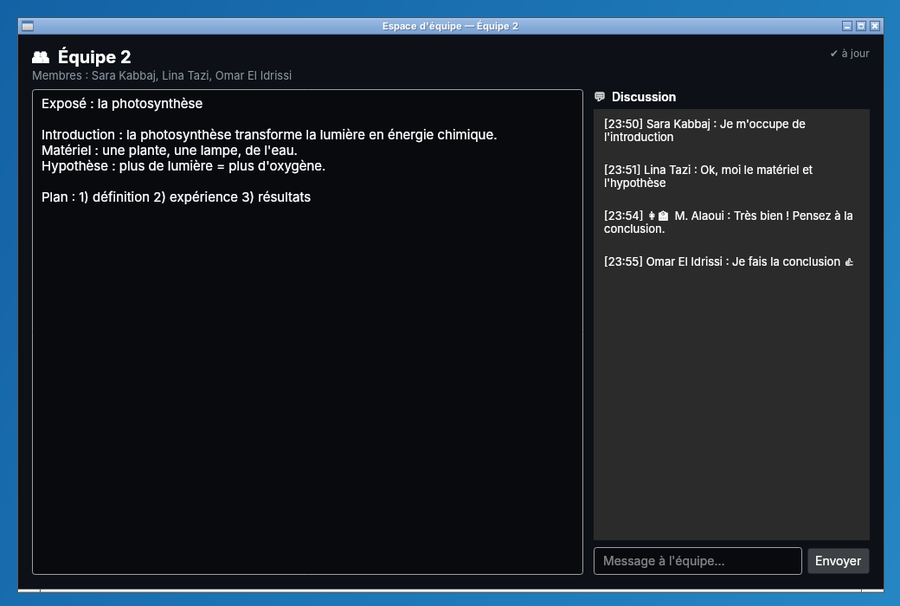 Espace d'équipe — Équipe 2
👥 Équipe 2
✔ à jour
Membres : Sara Kabbaj, Lina Tazi, Omar El Idrissi
Exposé : la photosynthèse
Introduction : la photosynthèse transforme la lumière en énergie chimique.
Matériel : une plante, une lampe, de l'eau.
Hypothèse : plus de lumière = plus d'oxygène.
Plan : 1) définition 2) expérience 3) résultats
💬 Discussion
[23:50] Sara Kabbaj : Je m'occupe de
l'introduction
[23:51] Lina Tazi : Ok, moi le matériel et
l'hypothèse
[23:54] 👨‍🏫 M. Alaoui : Très bien ! Pensez à la
conclusion.
[23:55] Omar El Idrissi : Je fais la conclusion 👍
Message à l'équipe...
Envoyer